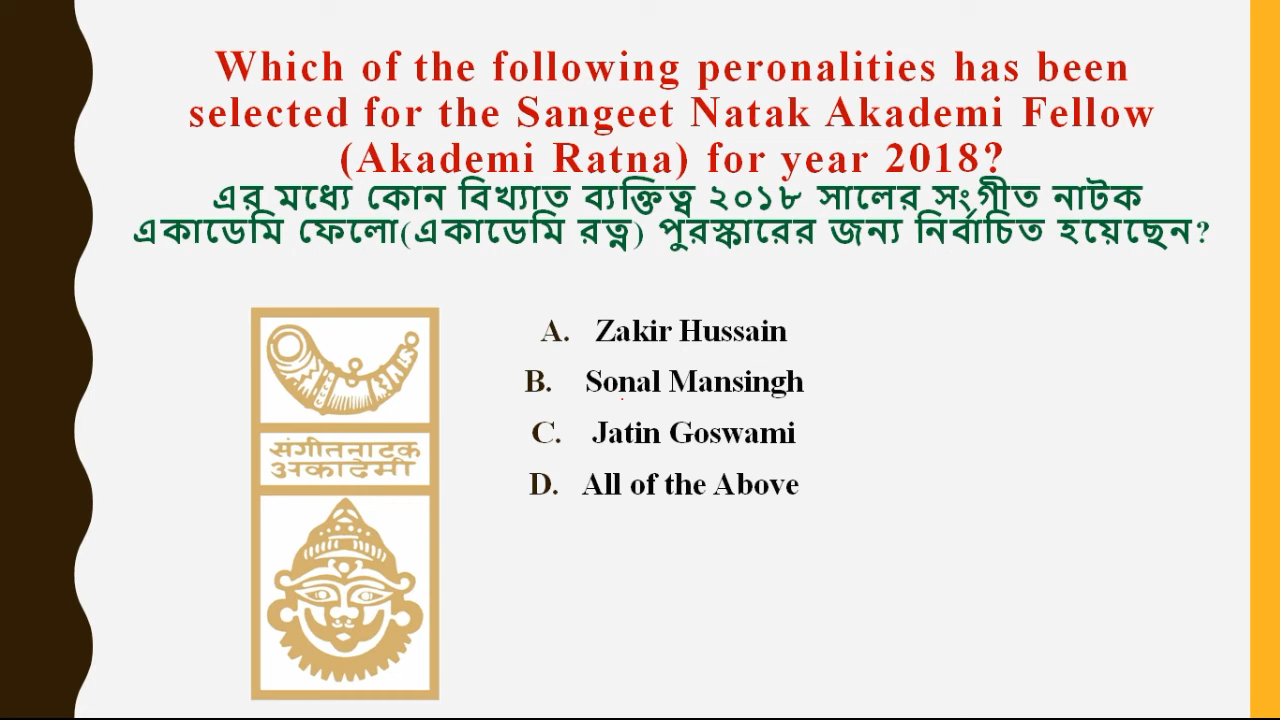 Which of the following peronalities has been
selected for the Sangeet Natak Akademi Fellow
(Akademi Ratna) for year 2018?
এর মধ্যে কোন বিখ্যাত ব্যক্তিত্ব ২০১৮ সালের সংগীত নাটক
একাডেমি ফেলো(একাডেমি রত্ন) পুরস্কারের জন্য নির্বাচিত হয়েছেন?
A. Zakir Hussain
B. Sonal Mansingh
C. Jatin Goswami
D. All of the Above
संगीत नाटक
अकादेमी